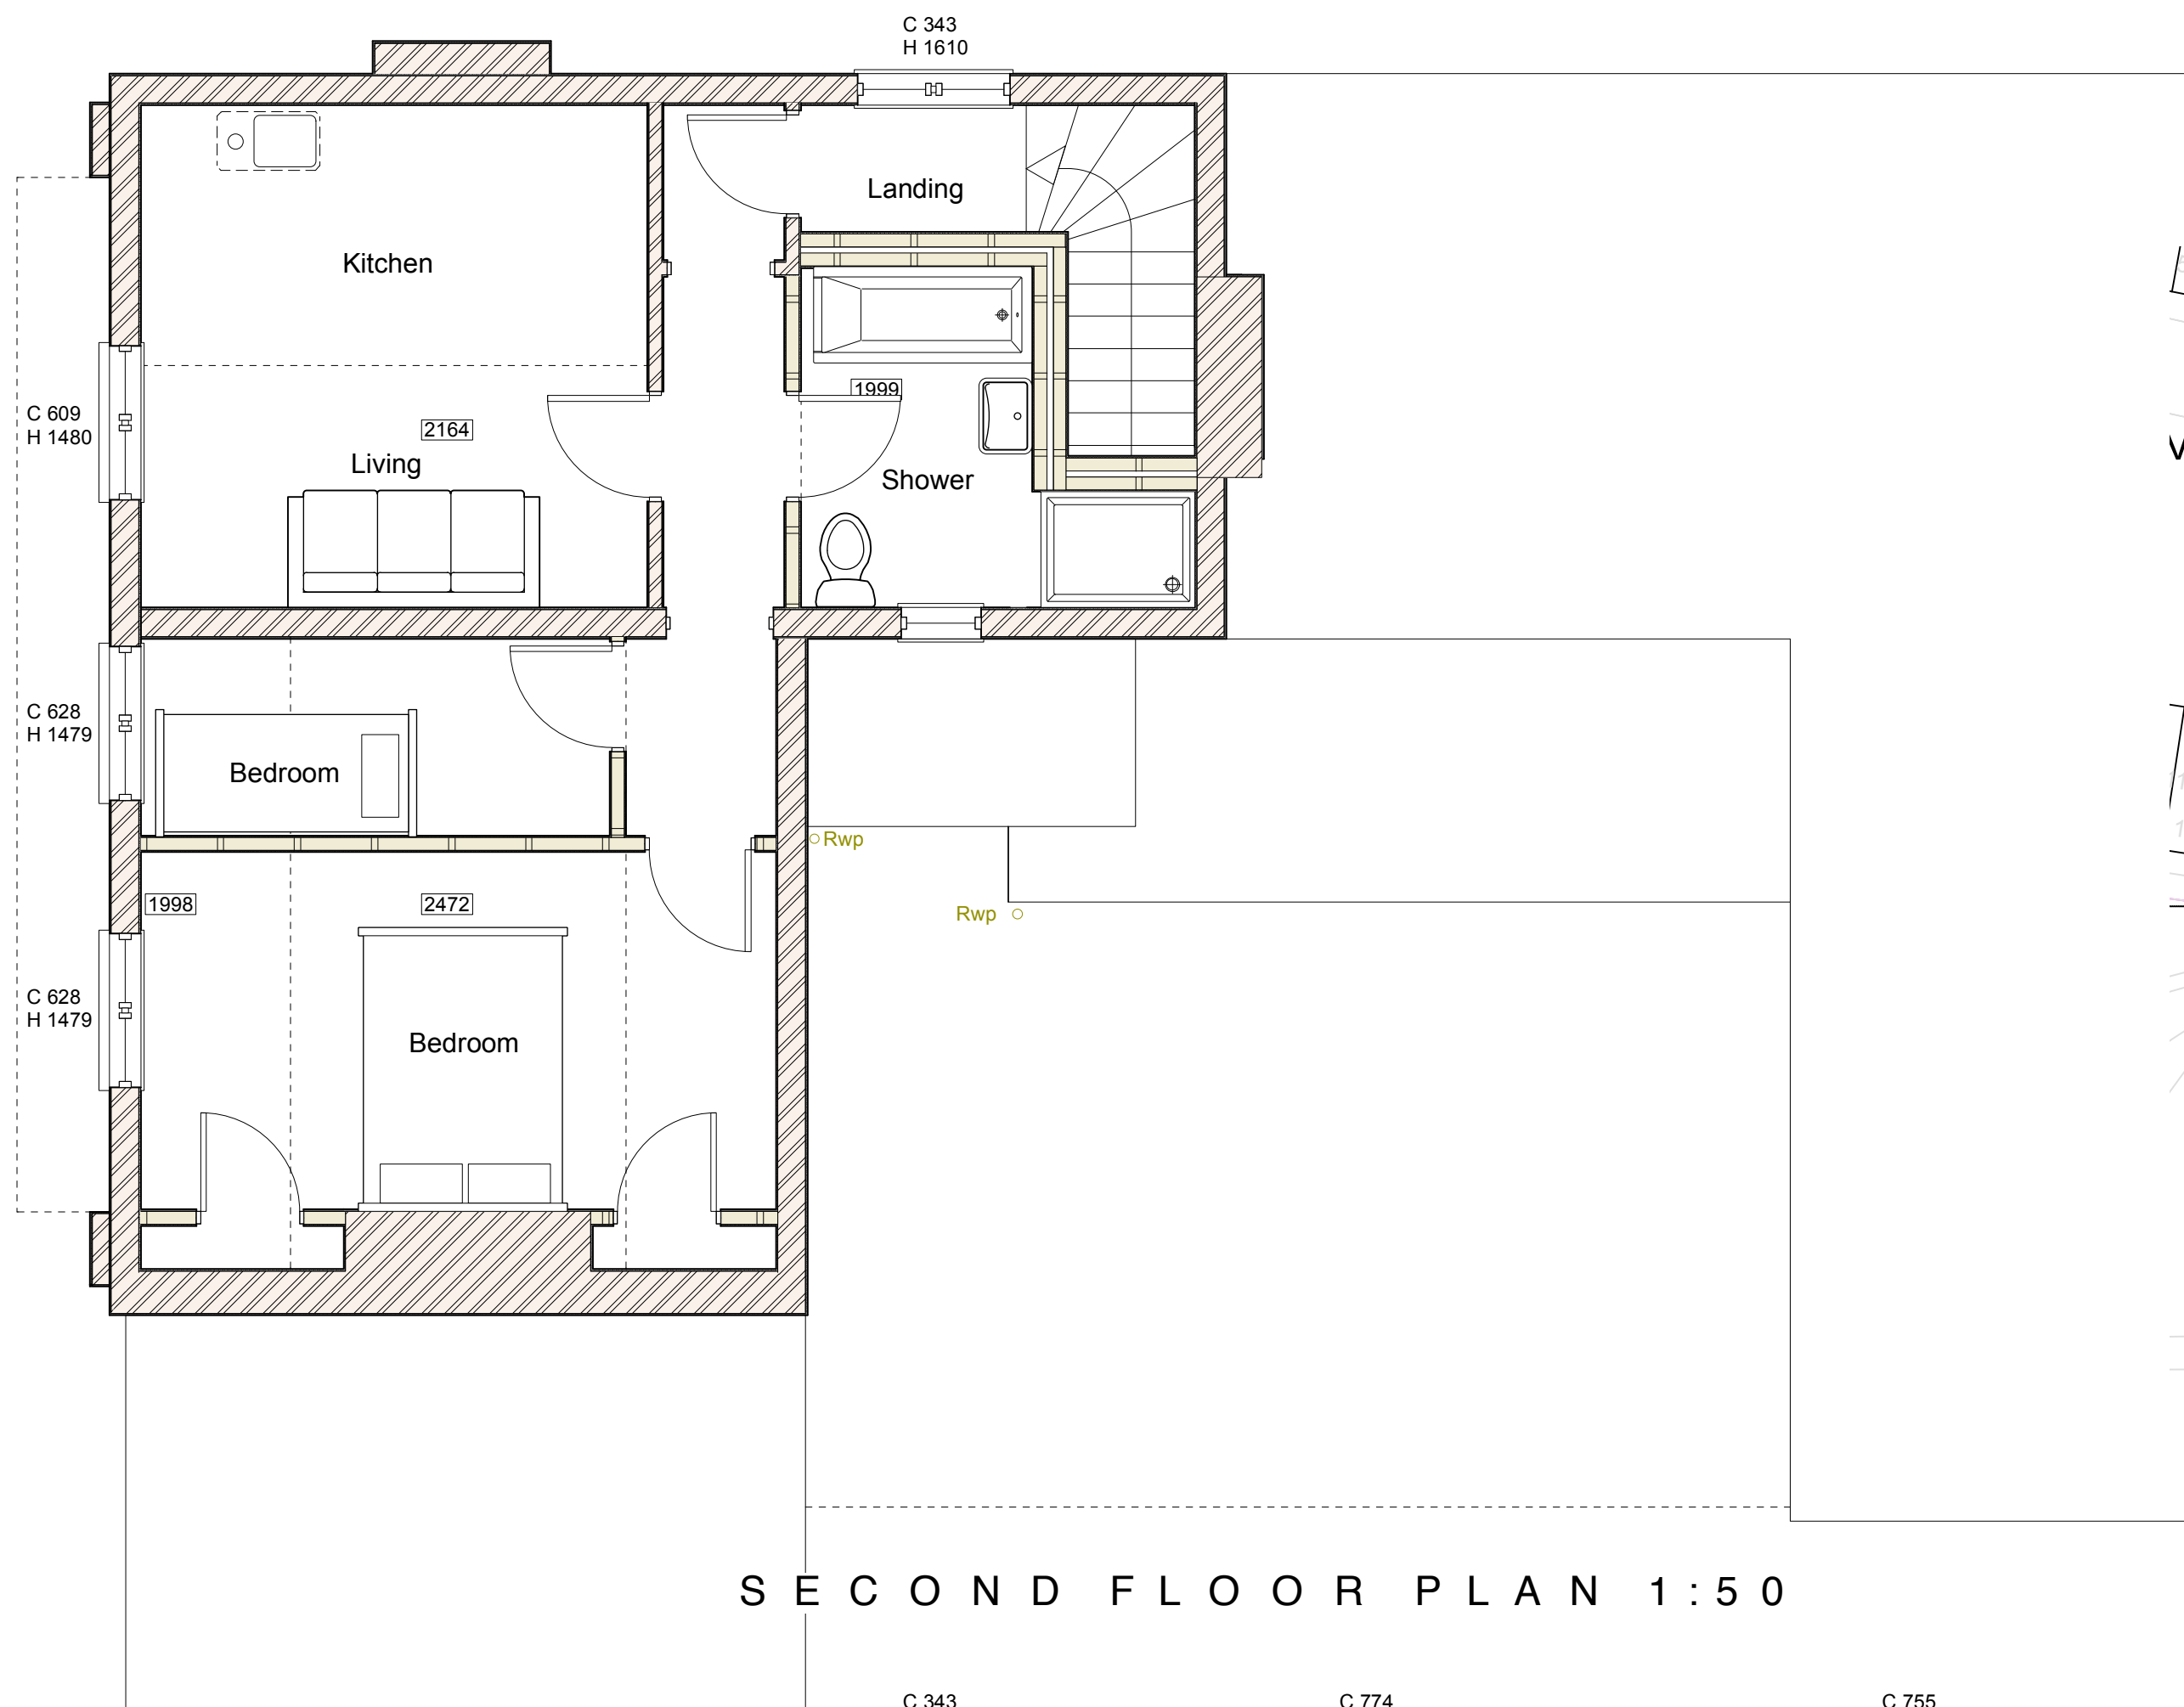 C 343
H 1610
Landing
Kitchen
1999
C 609
H 1480
2164
Living
Shower
C 628
H 1479
Bedroom
Rwp
1998
2472
Rwp
C 628
H 1479
Bedroom
SECOND FLOOR PLAN 1:50
C 343
C 774
C 755